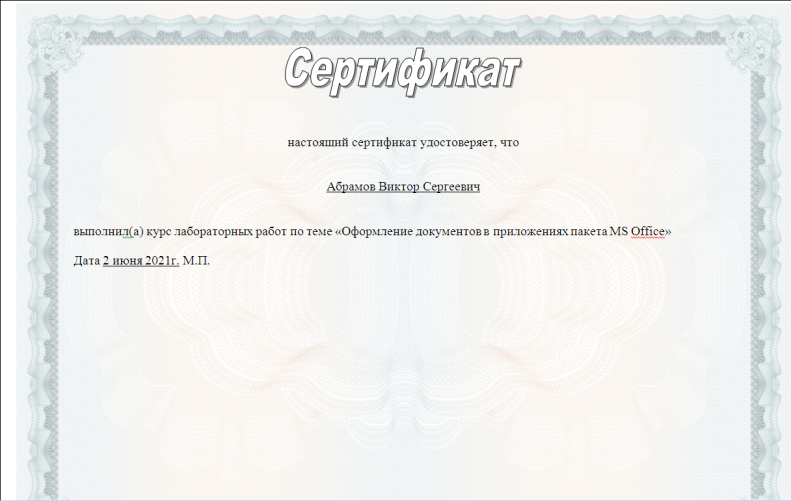 Сертификат
настоящий сертификат удостоверяет, что
Абрамов Виктор Сергеевич
выполнил(а) курс лабораторных работ по теме «Оформление документов в приложениях пакета MS Office»
Дата 2 июня 2021г. М.П.